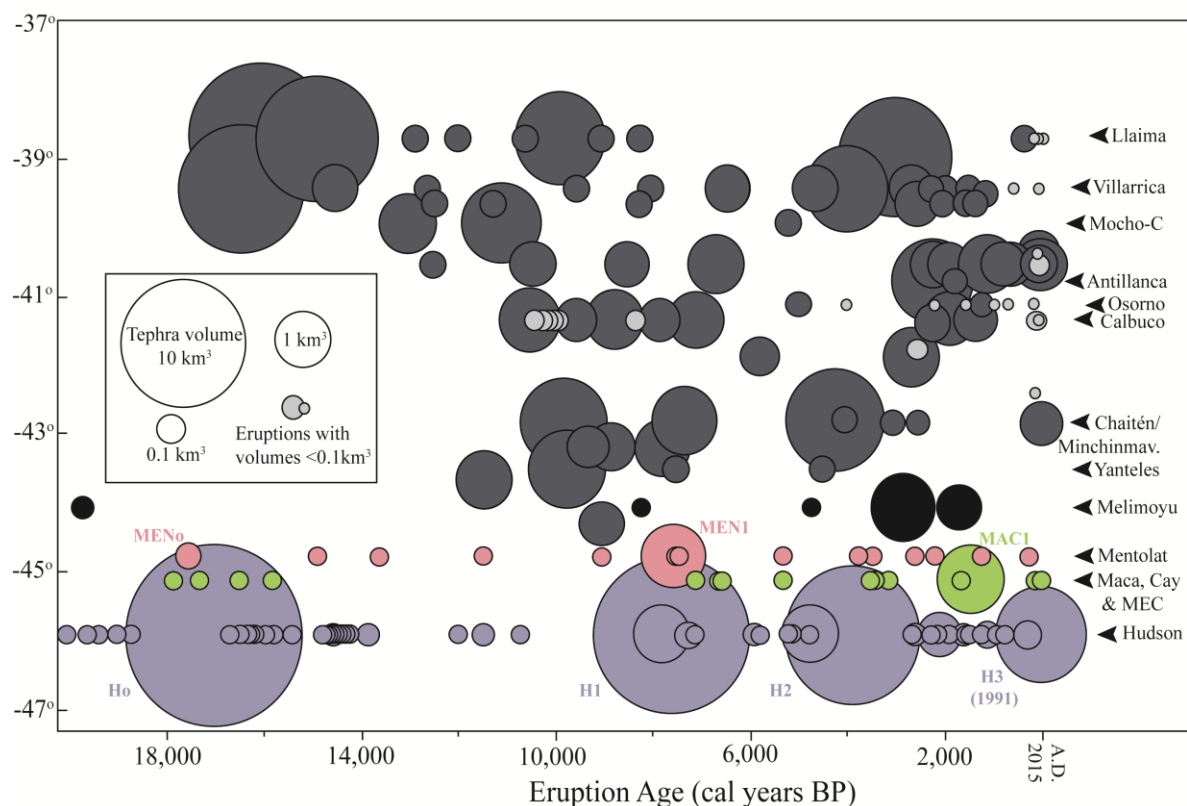 -37°
-39°
-41°
-43°
-45°
-47°
Tephra volume
10 km³
1 km³
0.1 km³
Eruptions with
volumes <0.1km³
Llaima
Villarrica
Mocho-C
Antillanca
Osorno
Calbuco
Chaitén/
Minchinmav.
Yanteles
Melimoyu
Mentolat
Maca, Cay
& MEC
Hudson
MENo
MEN1
MAC1
Ho
H1
H2
H3
(1991)
18,000
14,000
10,000
6,000
2,000
A.D.
2015
Eruption Age (cal years BP)